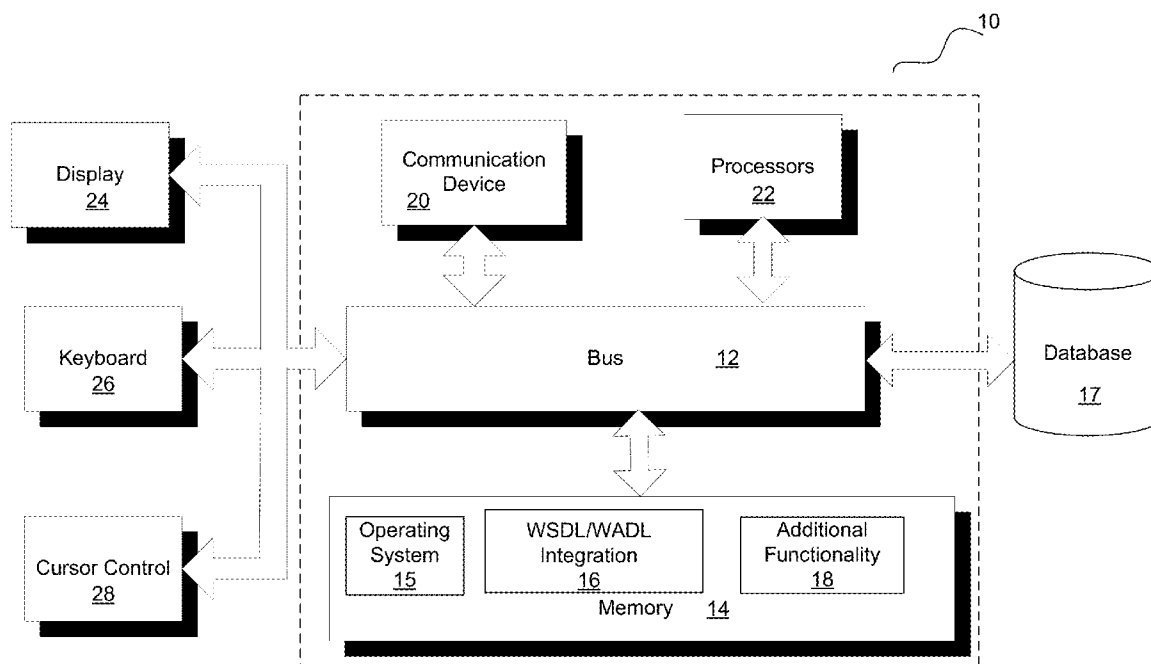 10
Display
24
Communication
Device
20
Processors
22
Keyboard
26
Bus 12
Database
17
Cursor Control
28
Operating
System
15
WSDL/WADL
Integration
16
Additional
Functionality
18
Memory 14